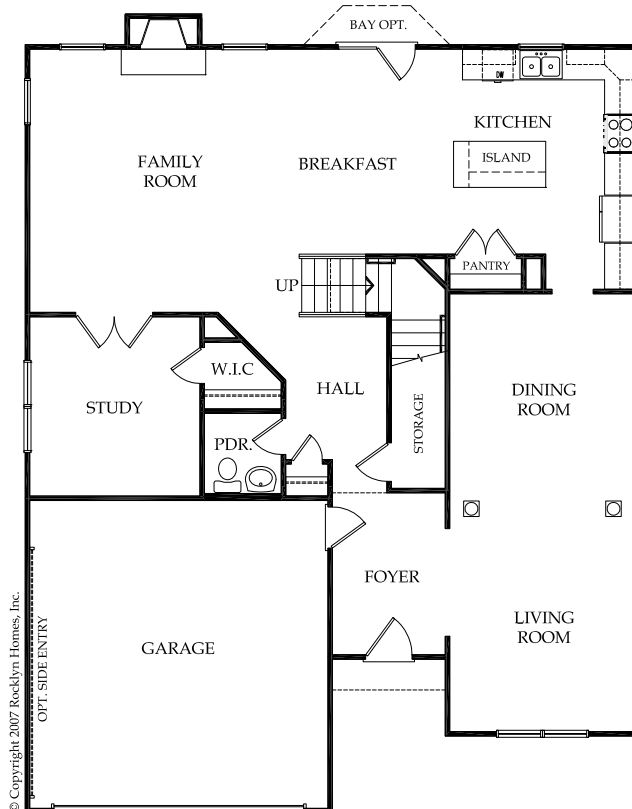 BAY OPT.
DW
KITCHEN
FAMILY
ROOM
BREAKFAST
ISLAND
PANTRY
UP
W.I.C
HALL
STUDY
DINING
ROOM
STORAGE
PDR.
FOYER
LIVING
ROOM
GARAGE
OPT. SIDE ENTRY
© Copyright 2007 Rocklyn Homes, Inc.